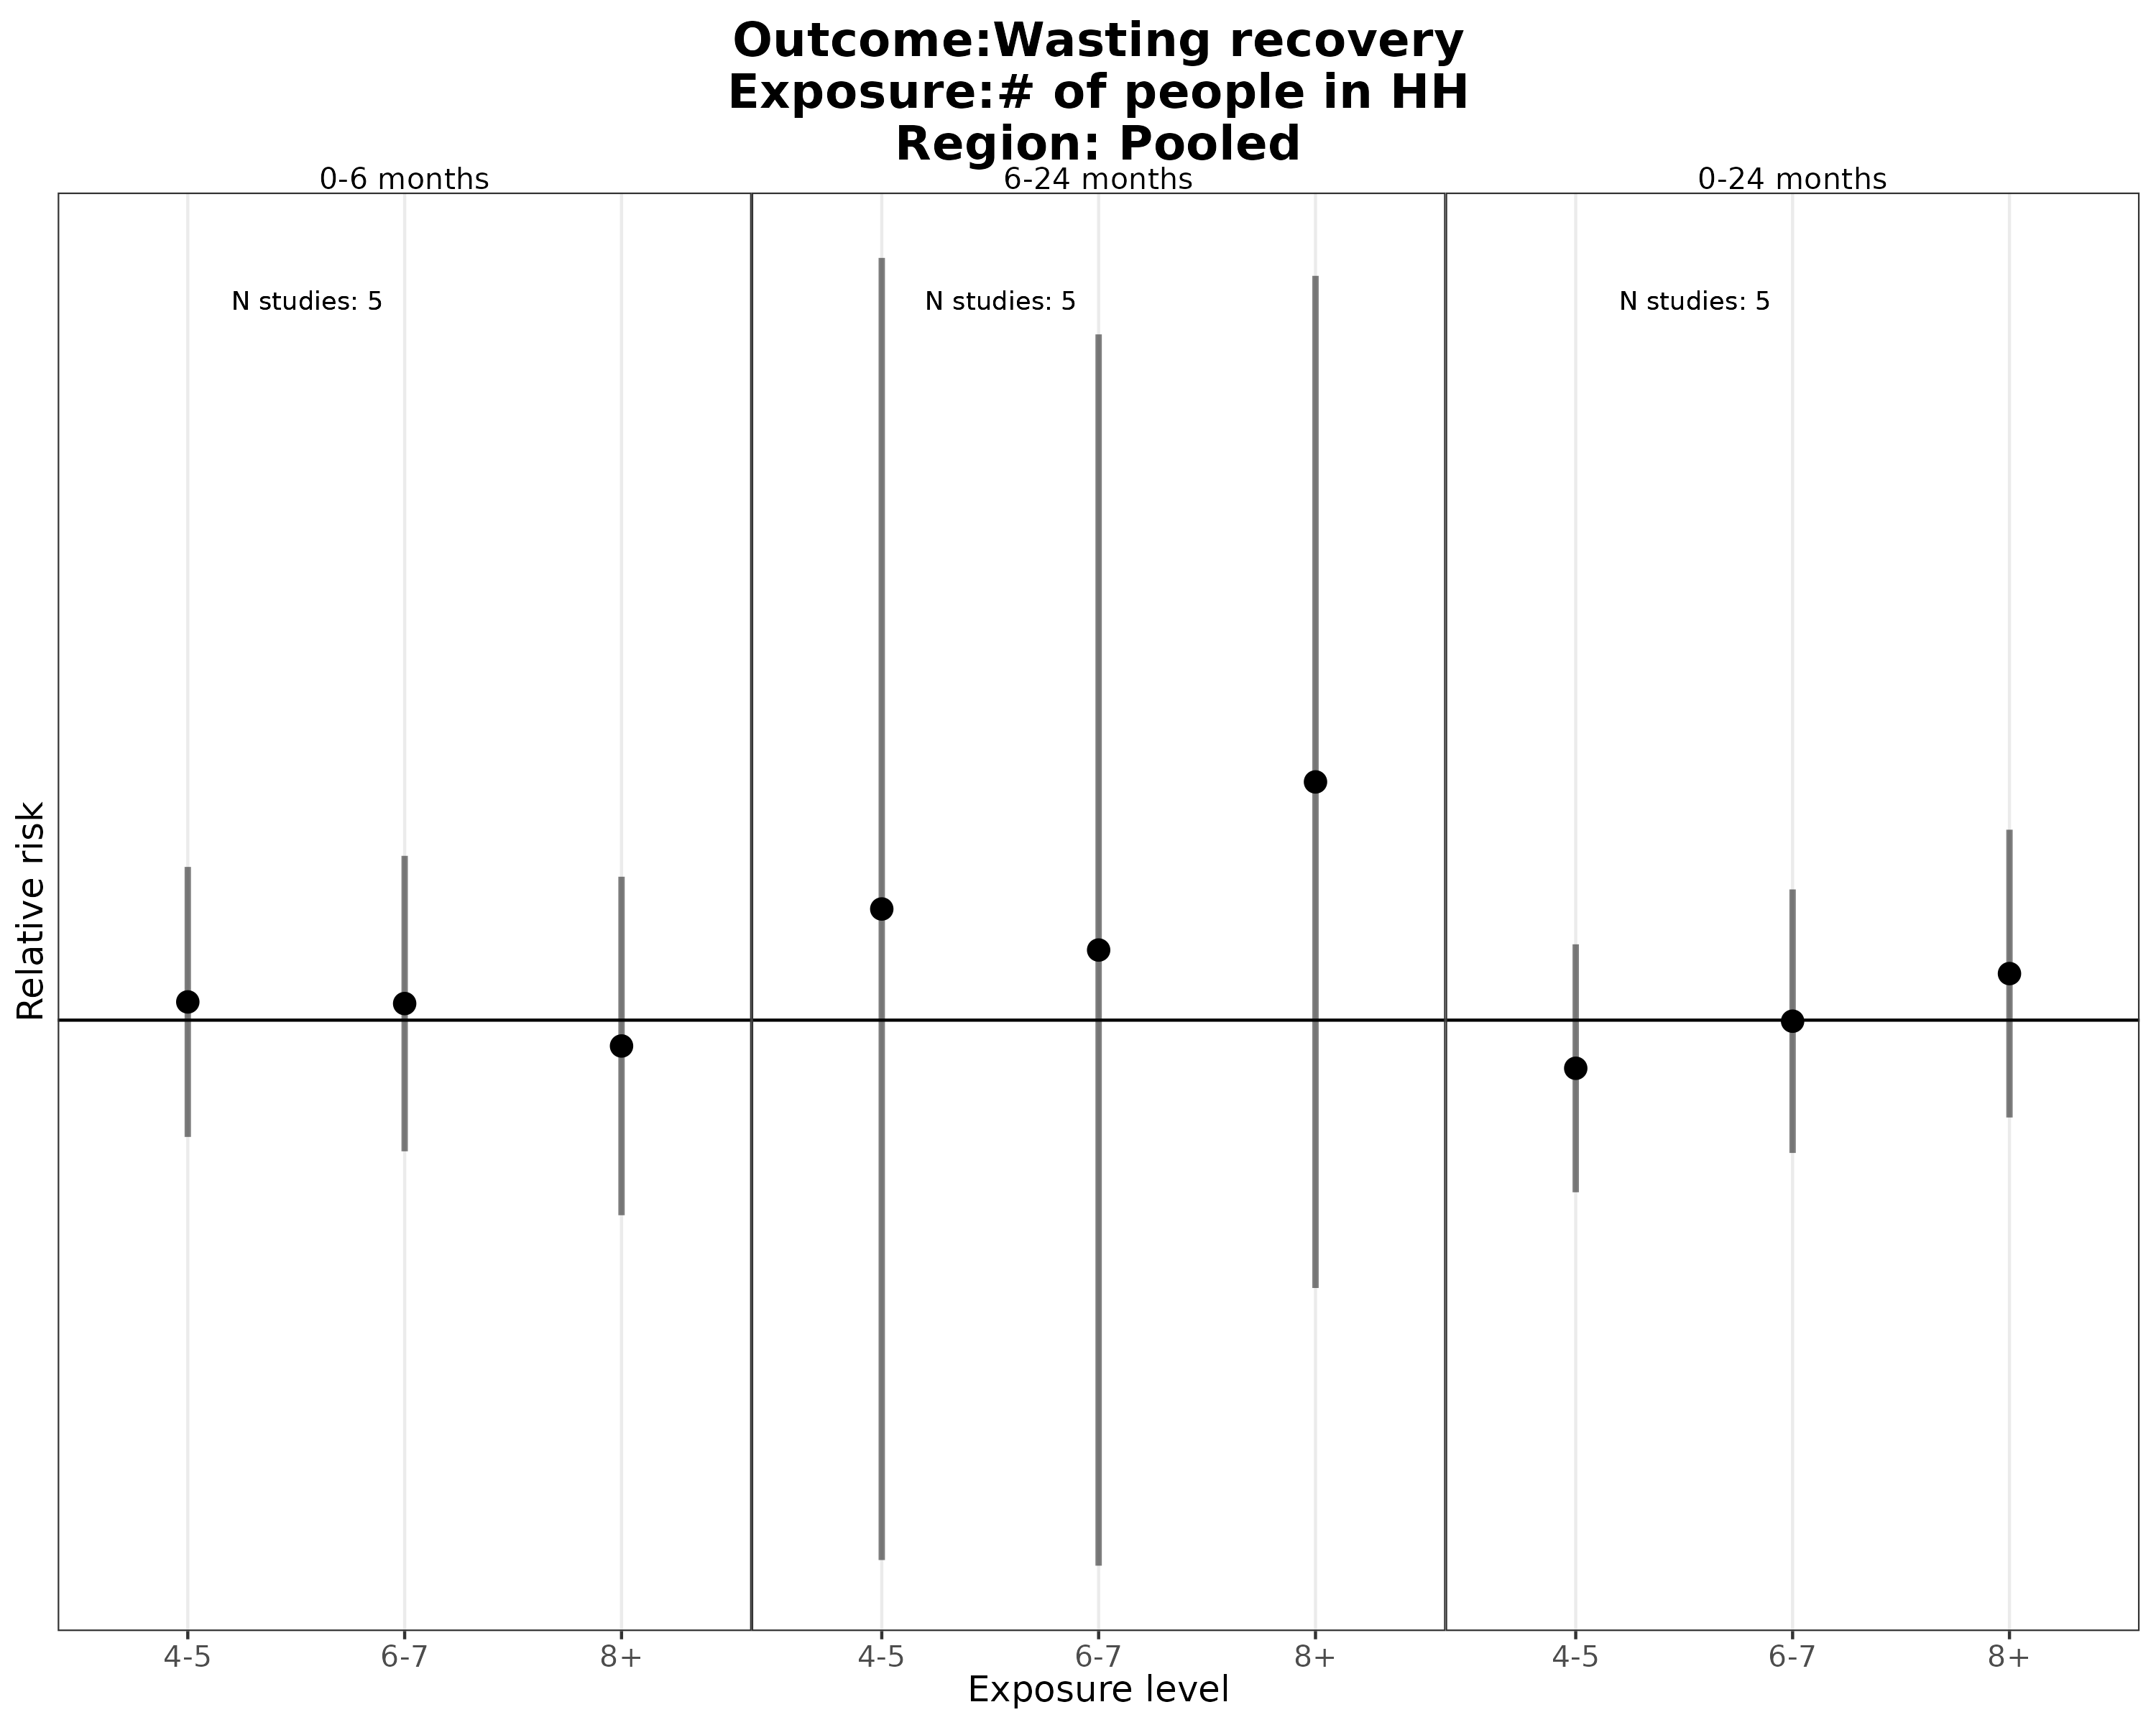 Outcome:Wasting recovery
Exposure:# of people in HH
Region: Pooled
0-6 months
6-24 months
0-24 months
N studies: 5
N studies: 5
N studies: 5
Relative risk
4-5
6-7
8+
4-5
6-7
8+
4-5
6-7
8+
Exposure level